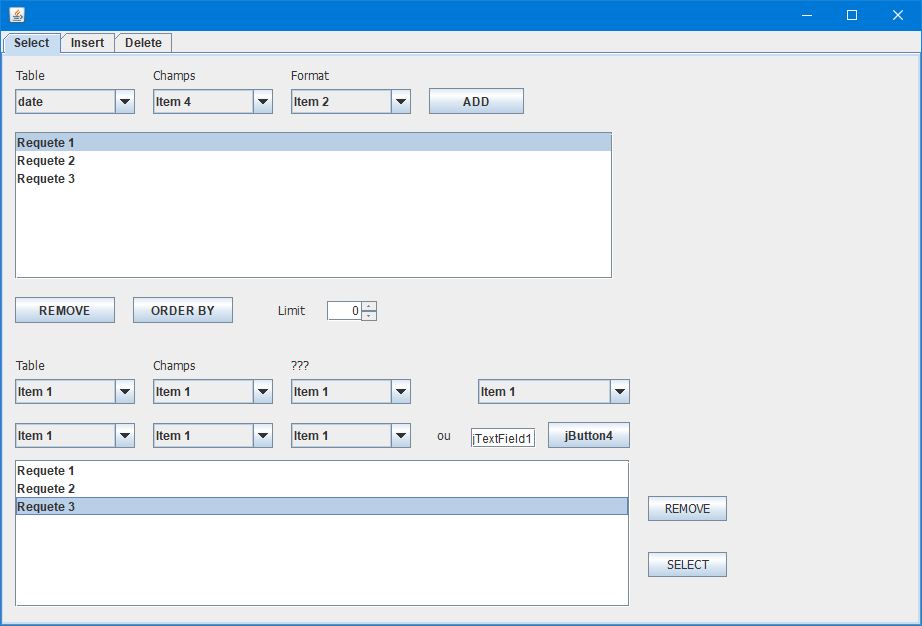 Select Insert Delete
Table Champs Format
date Item 4 Item 2 ADD
Requete 1
Requete 2
Requete 3
REMOVE ORDER BY Limit 0
Table Champs ???
Item 1 Item 1 Item 1 Item 1
Item 1 Item 1 Item 1 ou jTextField1 jButton4
Requete 1
Requete 2
Requete 3
REMOVE
SELECT